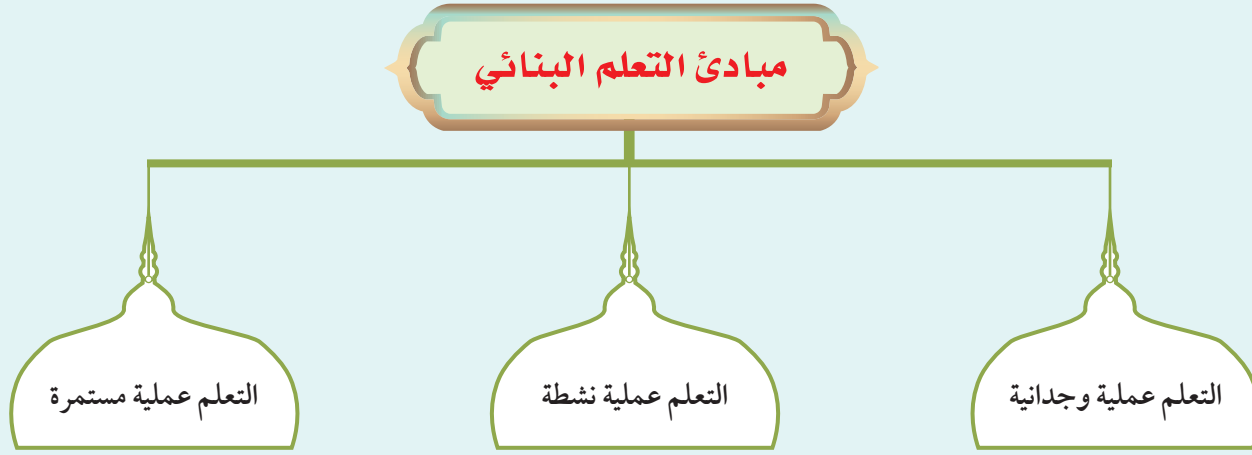 مبادئ التعلم البنائي
التعلم عملية وجدانية
التعلم عملية نشطة
التعلم عملية مستمرة